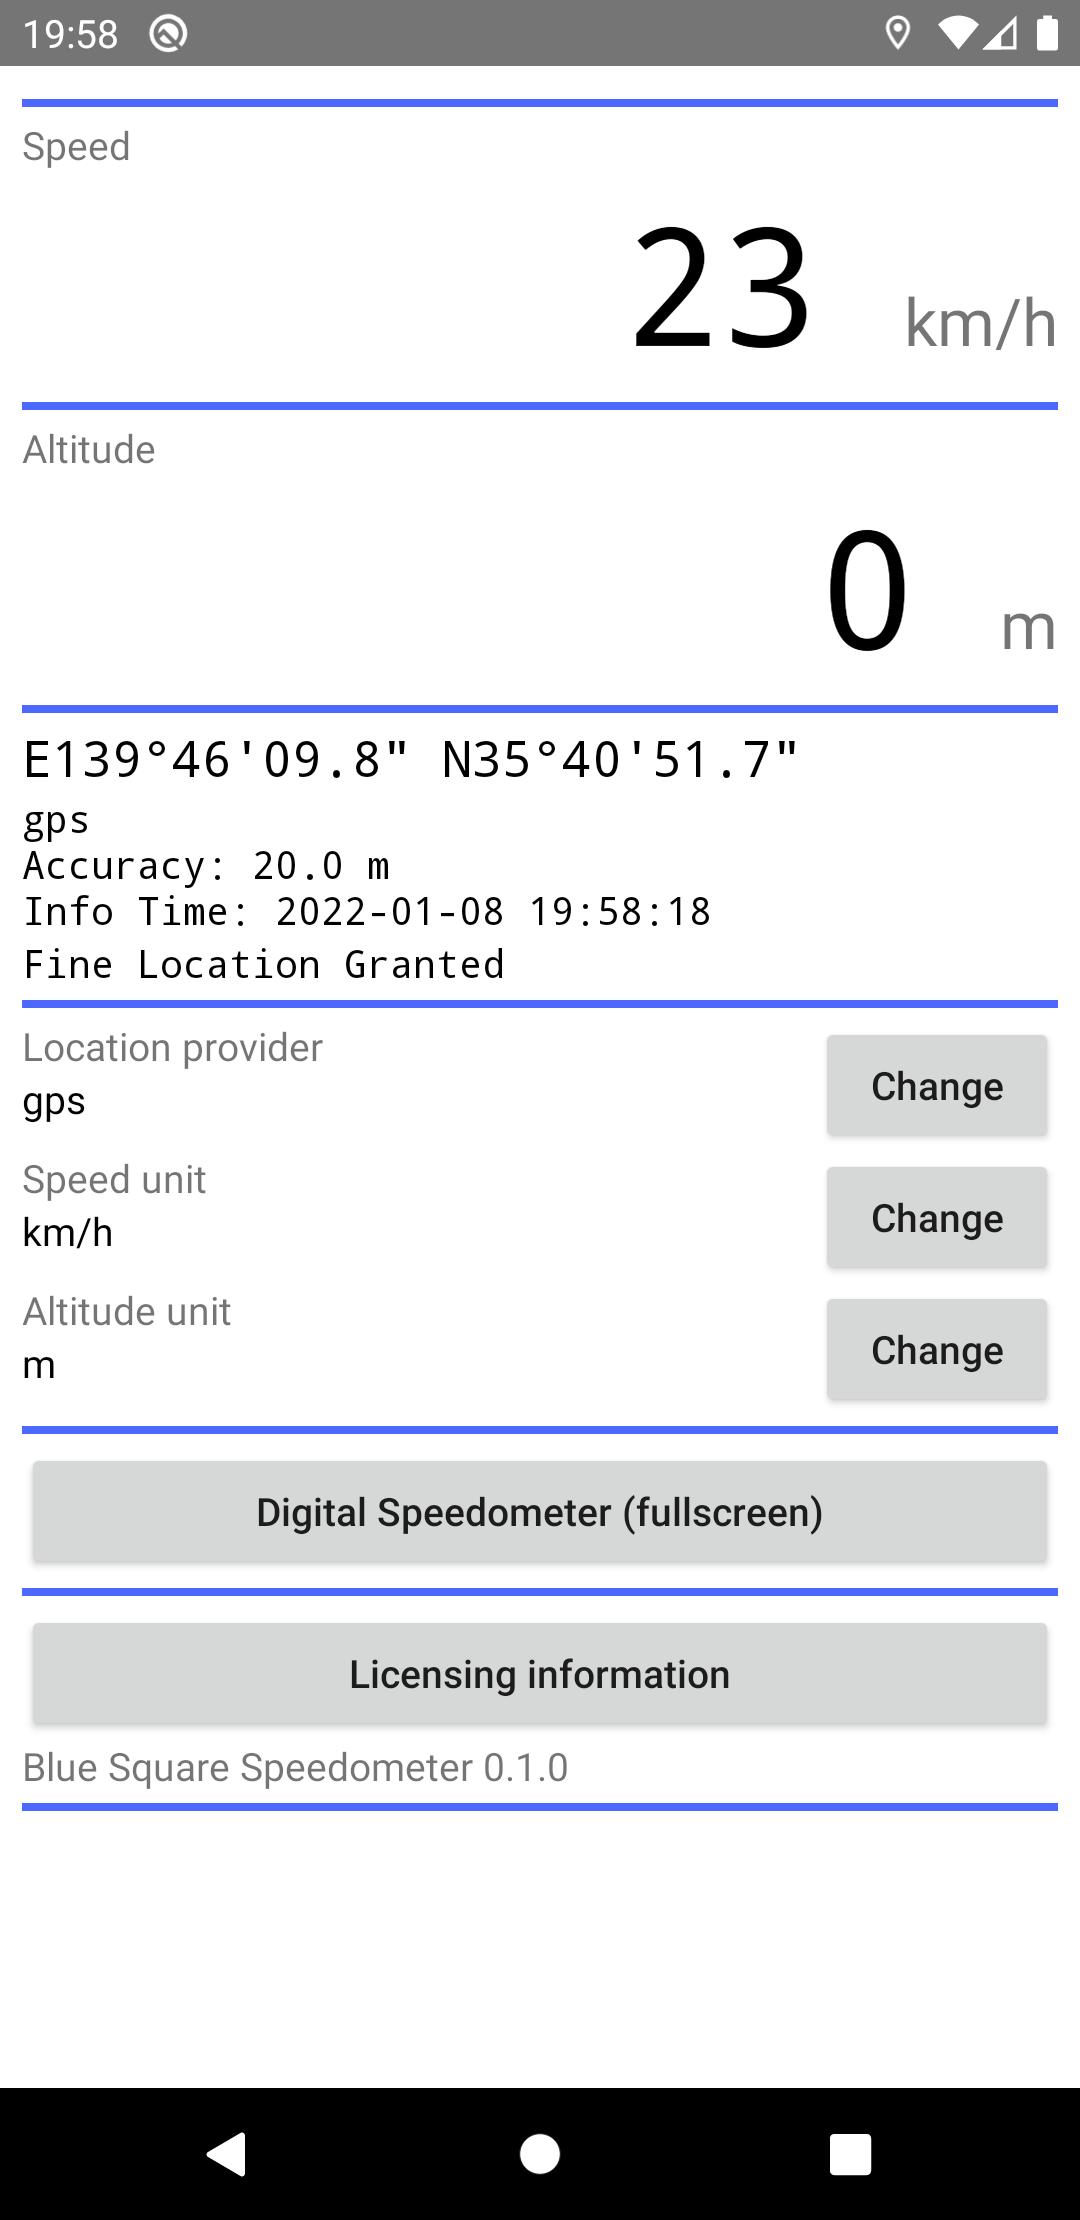 19:58
Speed
23 km/h
Altitude
0 m
E139°46'09.8" N35°40'51.7"
gps
Accuracy: 20.0 m
Info Time: 2022-01-08 19:58:18
Fine Location Granted
Location provider
gps
Change
Speed unit
km/h
Change
Altitude unit
m
Change
Digital Speedometer (fullscreen)
Licensing information
Blue Square Speedometer 0.1.0